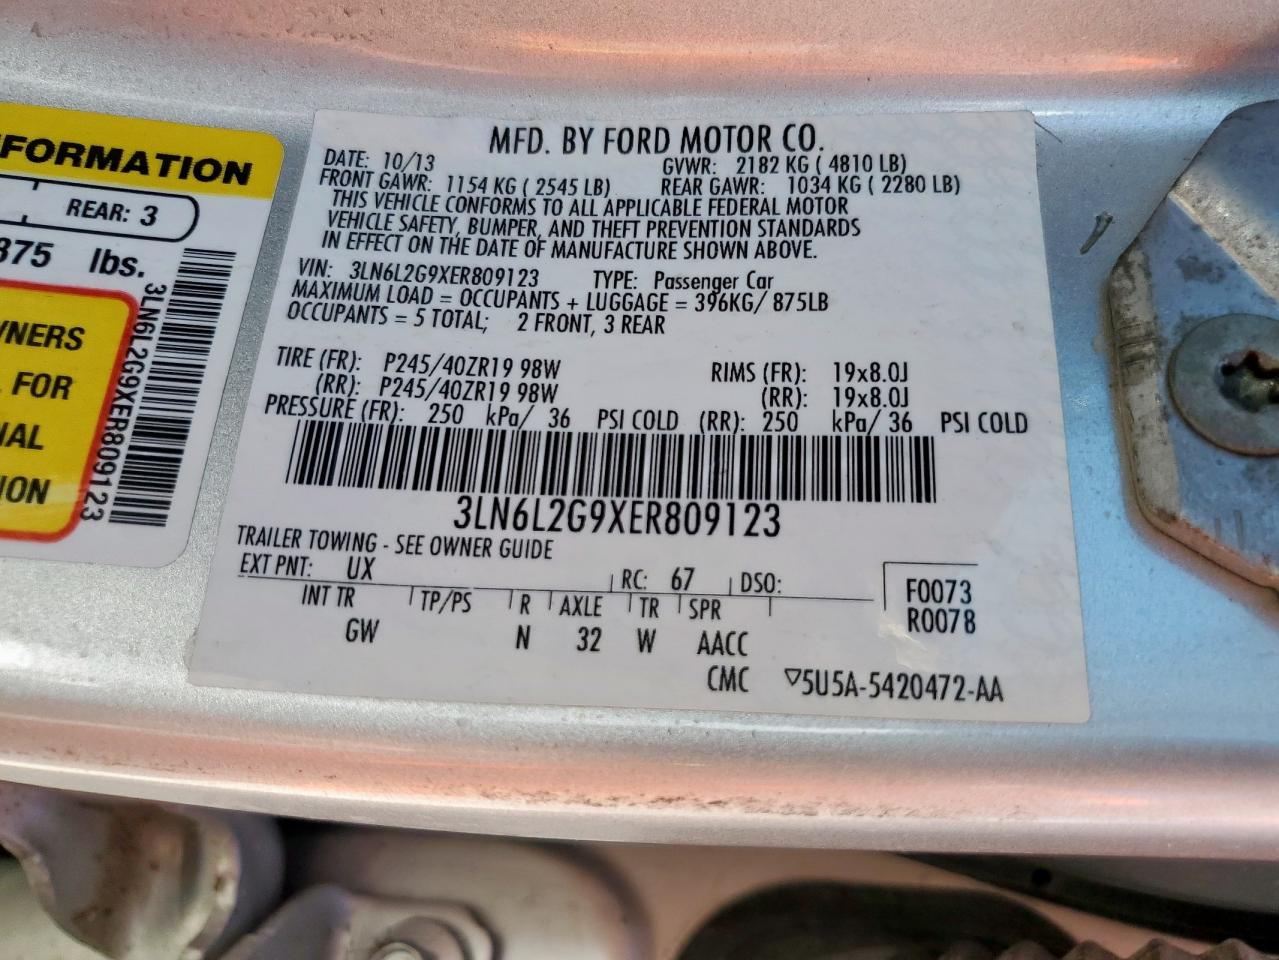 FORMATION
REAR: 3
875 lbs.
NERS
FOR
NAL
ION
3LN6L2G9XER809123
MFD. BY FORD MOTOR CO.
DATE: 10/13 GVWR: 2182 KG ( 4810 LB)
FRONT GAWR: 1154 KG ( 2545 LB) REAR GAWR: 1034 KG ( 2280 LB)
THIS VEHICLE CONFORMS TO ALL APPLICABLE FEDERAL MOTOR
VEHICLE SAFETY, BUMPER, AND THEFT PREVENTION STANDARDS
IN EFFECT ON THE DATE OF MANUFACTURE SHOWN ABOVE.
VIN: 3LN6L2G9XER809123 TYPE: Passenger Car
MAXIMUM LOAD = OCCUPANTS + LUGGAGE = 396KG/ 875LB
OCCUPANTS = 5 TOTAL; 2 FRONT, 3 REAR
TIRE (FR): P245/40ZR19 98W RIMS (FR): 19x8.0J
(RR): P245/40ZR19 98W (RR): 19x8.0J
PRESSURE (FR): 250 kPa/ 36 PSI COLD (RR): 250 kPa/ 36 PSI COLD
3LN6L2G9XER809123
TRAILER TOWING - SEE OWNER GUIDE
EXT PNT: UX RC: 67 DSO:
INT TR TP/PS R AXLE TR SPR F0073
GW N 32 W AACC R0078
CMC ▽5U5A-5420472-AA